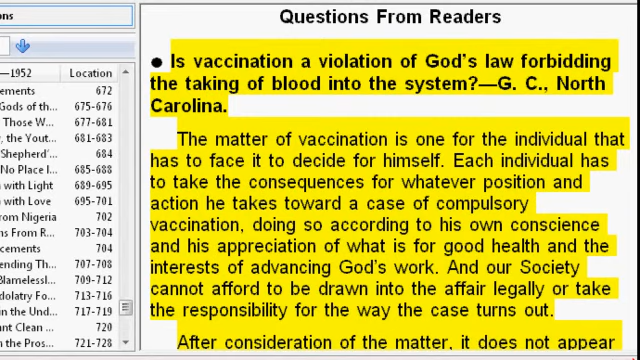 ons
Questions From Readers
—1952
Location
ements 672
Gods of th... 675-676
Those W... 677-681
, the Yout... 681-683
Shepherd' 684
No Place I 685-688
with Light 689-695
with Love 695-701
from Nigeria 702
ns From R... 703-704
cements 704
ending Th... 707-708
Blamelessl... 709-712
dolatry Fo... 713-716
in the Und... 717-719
nt Clean ... 720
n the Pros... 721-728
● Is vaccination a violation of God's law forbidding
the taking of blood into the system?—G. C., North
Carolina.
The matter of vaccination is one for the individual that
has to face it to decide for himself. Each individual has
to take the consequences for whatever position and
action he takes toward a case of compulsory
vaccination, doing so according to his own conscience
and his appreciation of what is for good health and the
interests of advancing God's work. And our Society
cannot afford to be drawn into the affair legally or take
the responsibility for the way the case turns out.
After consideration of the matter, it does not appear